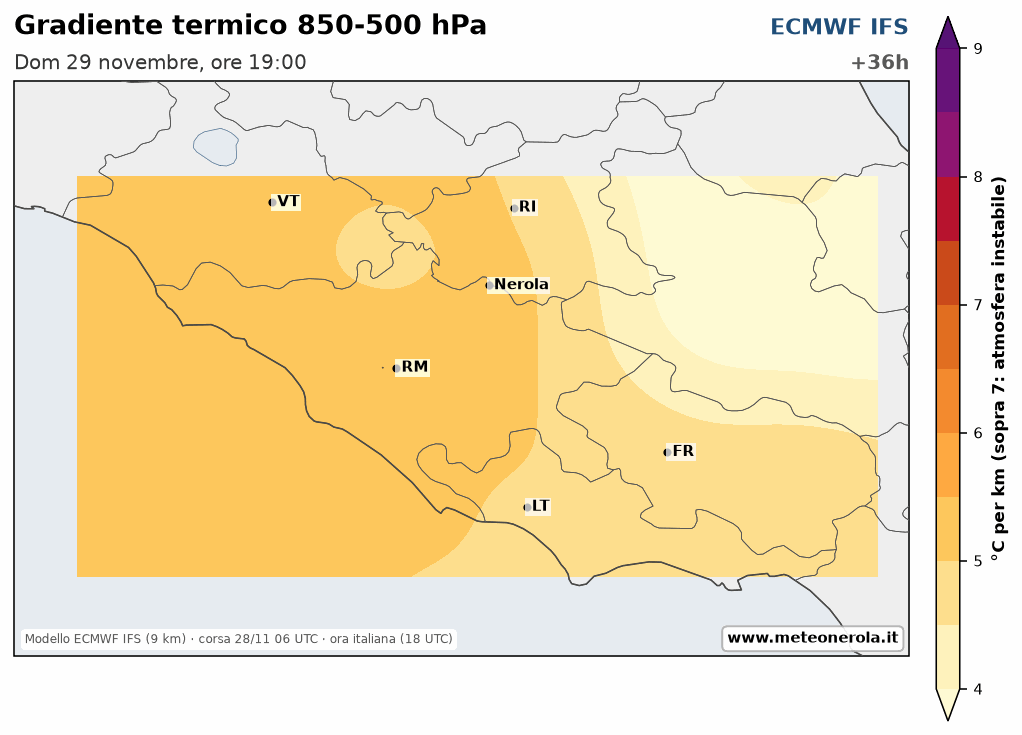 Gradiente termico 850-500 hPa
ECMWF IFS
Dom 29 novembre, ore 19:00
+36h
VT
RI
Nerola
RM
FR
LT
9
8
7
6
5
4
°C per km (sopra 7: atmosfera instabile)
Modello ECMWF IFS (9 km) · corsa 28/11 06 UTC · ora italiana (18 UTC)
www.meteonerola.it